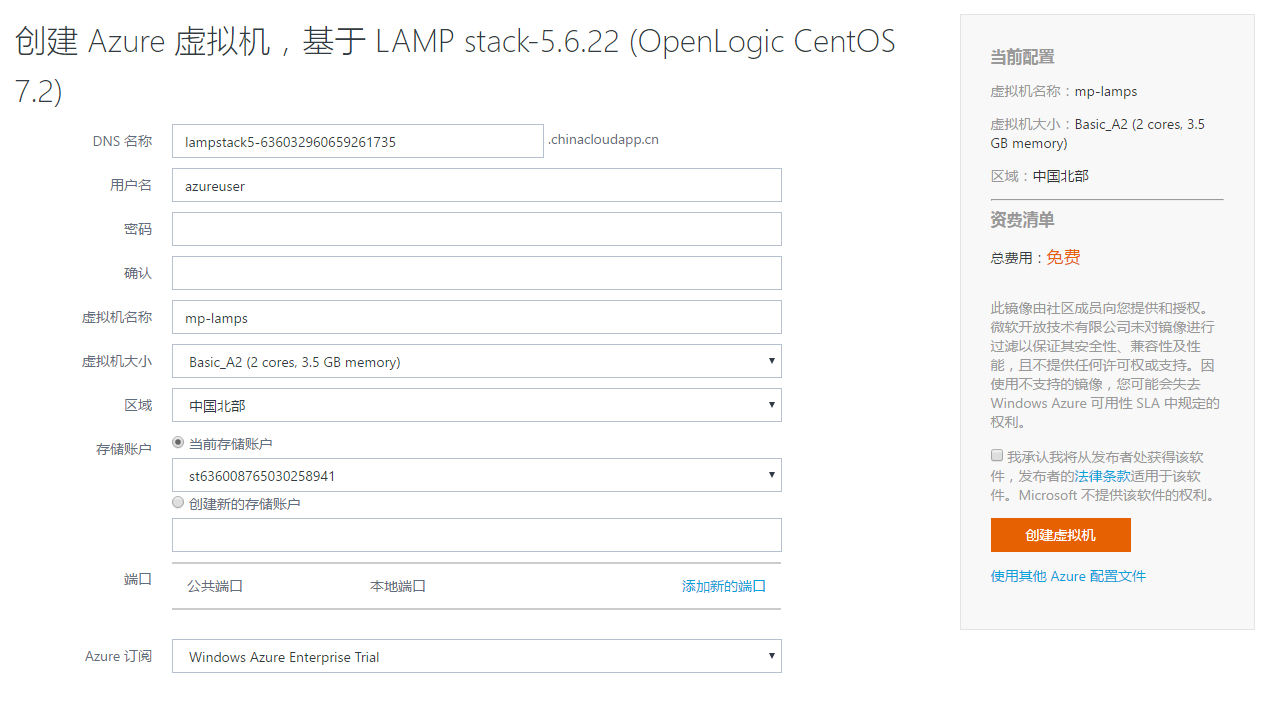 创建 Azure 虚拟机，基于 LAMP stack-5.6.22 (OpenLogic CentOS
7.2)
DNS 名称
lampstack5-636032960659261735
.chinacloudapp.cn
用户名
azureuser
密码
确认
虚拟机名称
mp-lamps
虚拟机大小
Basic_A2 (2 cores, 3.5 GB memory)
区域
中国北部
存储账户
当前存储账户
st636008765030258941
创建新的存储账户
端口
公共端口
本地端口
添加新的端口
Azure 订阅
Windows Azure Enterprise Trial
当前配置
虚拟机名称：mp-lamps
虚拟机大小：Basic_A2 (2 cores, 3.5
GB memory)
区域：中国北部
资费清单
总费用：免费
此镜像由社区成员向您提供和授权。
微软开放技术有限公司未对镜像进行
过滤以保证其安全性、兼容性及性
能，且不提供任何许可权或支持。因
使用不支持的镜像，您可能会失去
Windows Azure 可用性 SLA 中规定的
权利。
我承认我将从发布者处获得该软
件，发布者的法律条款适用于该软
件。Microsoft 不提供该软件的权利。
创建虚拟机
使用其他 Azure 配置文件